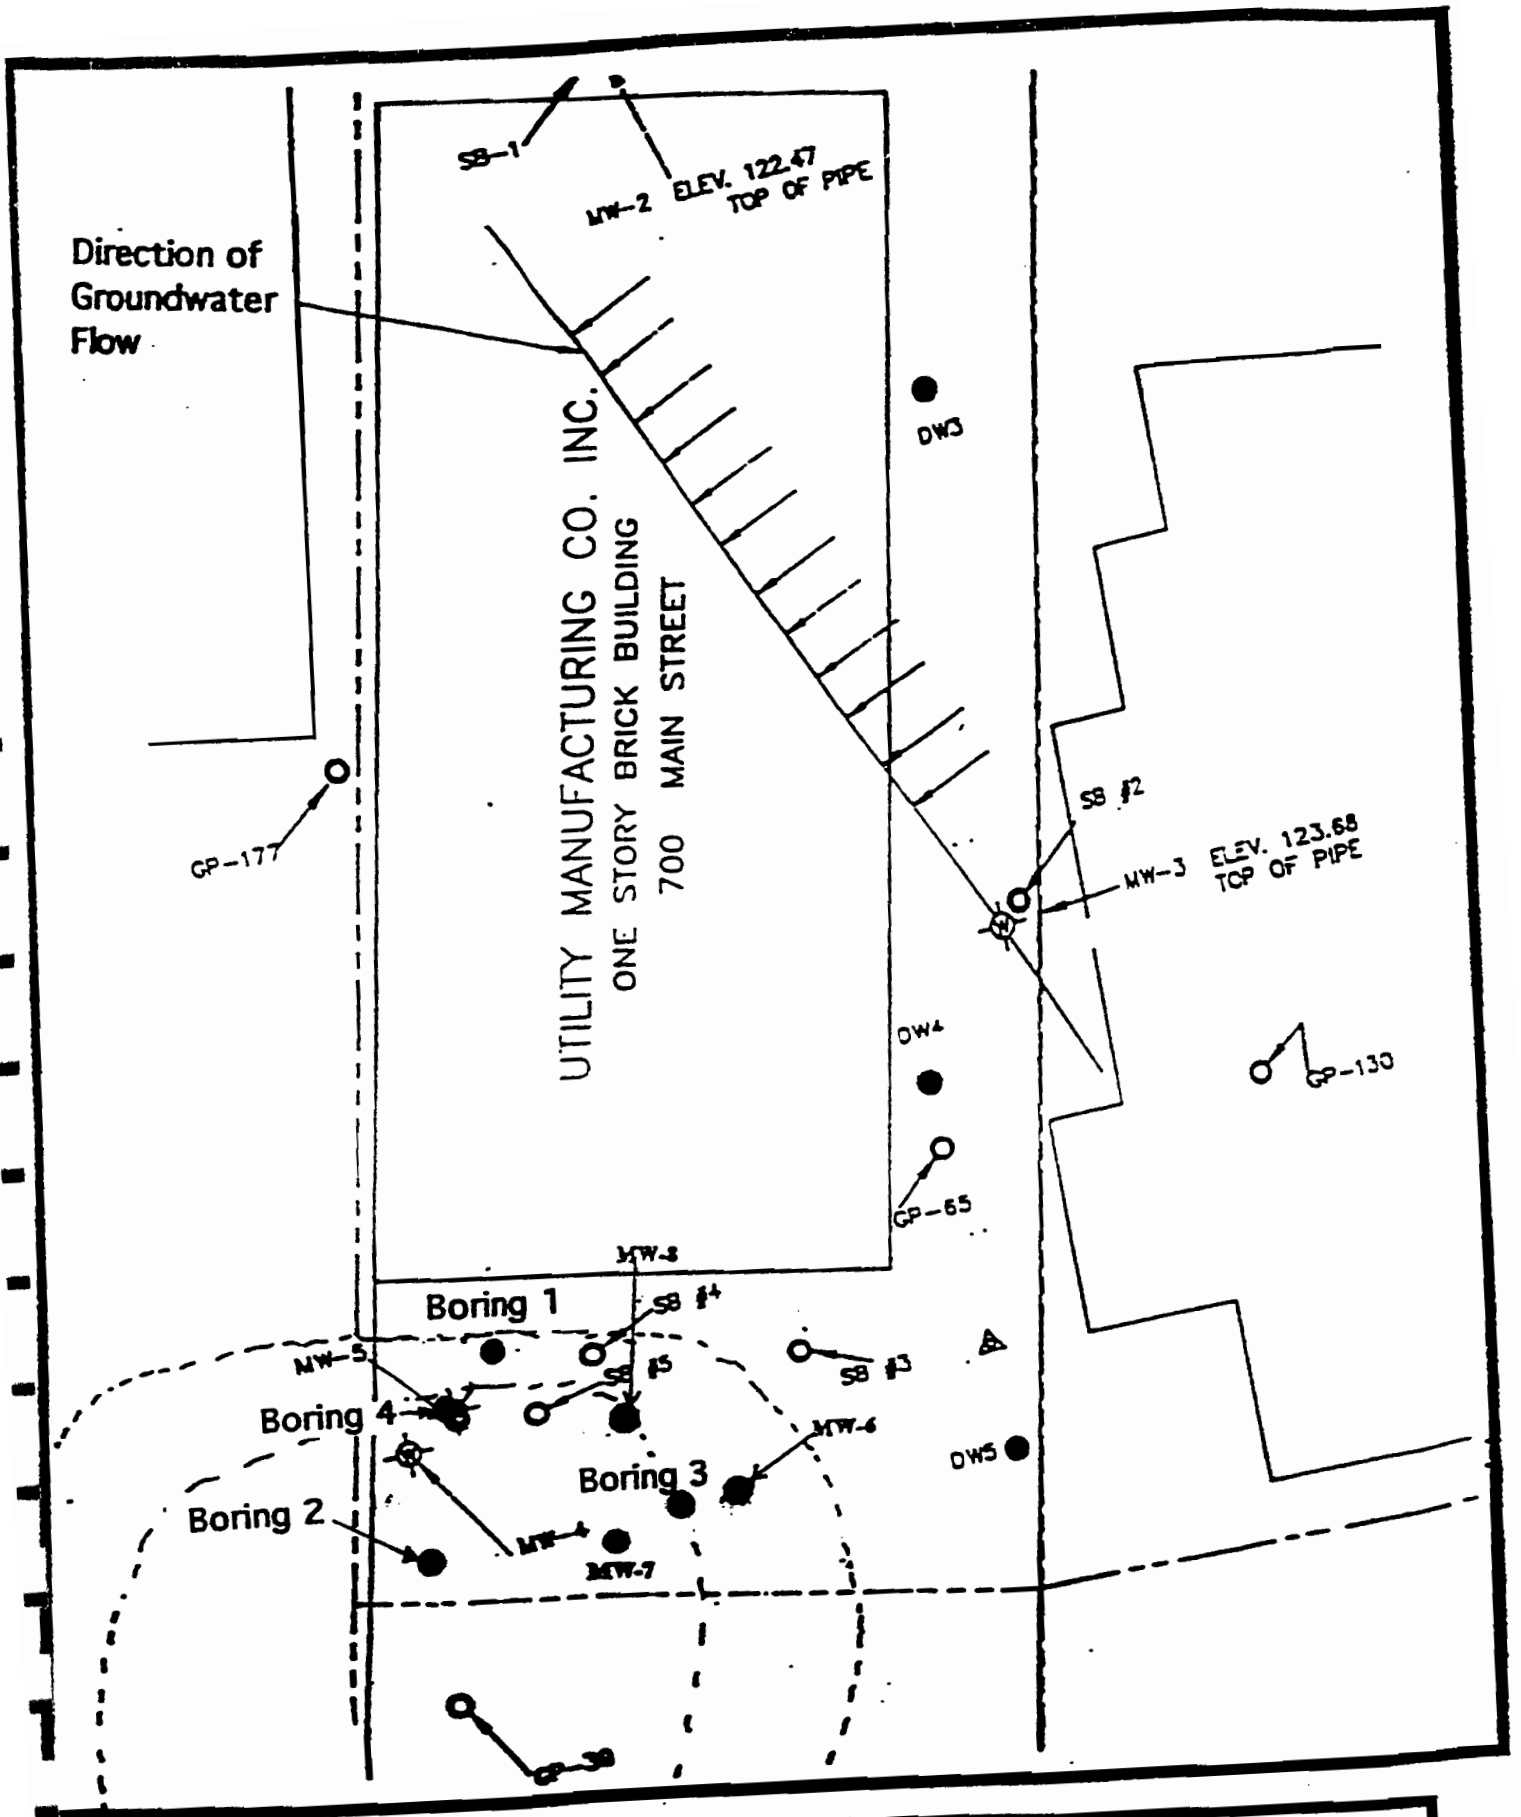 SB-1
MW-2 ELEV. 122.47
TOP OF PIPE
Direction of
Groundwater
Flow
DW3
UTILITY MANUFACTURING CO. INC.
ONE STORY BRICK BUILDING
700 MAIN STREET
SB #2
GP-177
MW-3 ELEV. 123.68
TOP OF PIPE
DW4
GP-130
GP-65
MW-8
Boring 1
SB #4
MW-5
SB #5
SB #3
Boring 4
MW-6
Boring 3
DW5
Boring 2
MW-4
MW-7